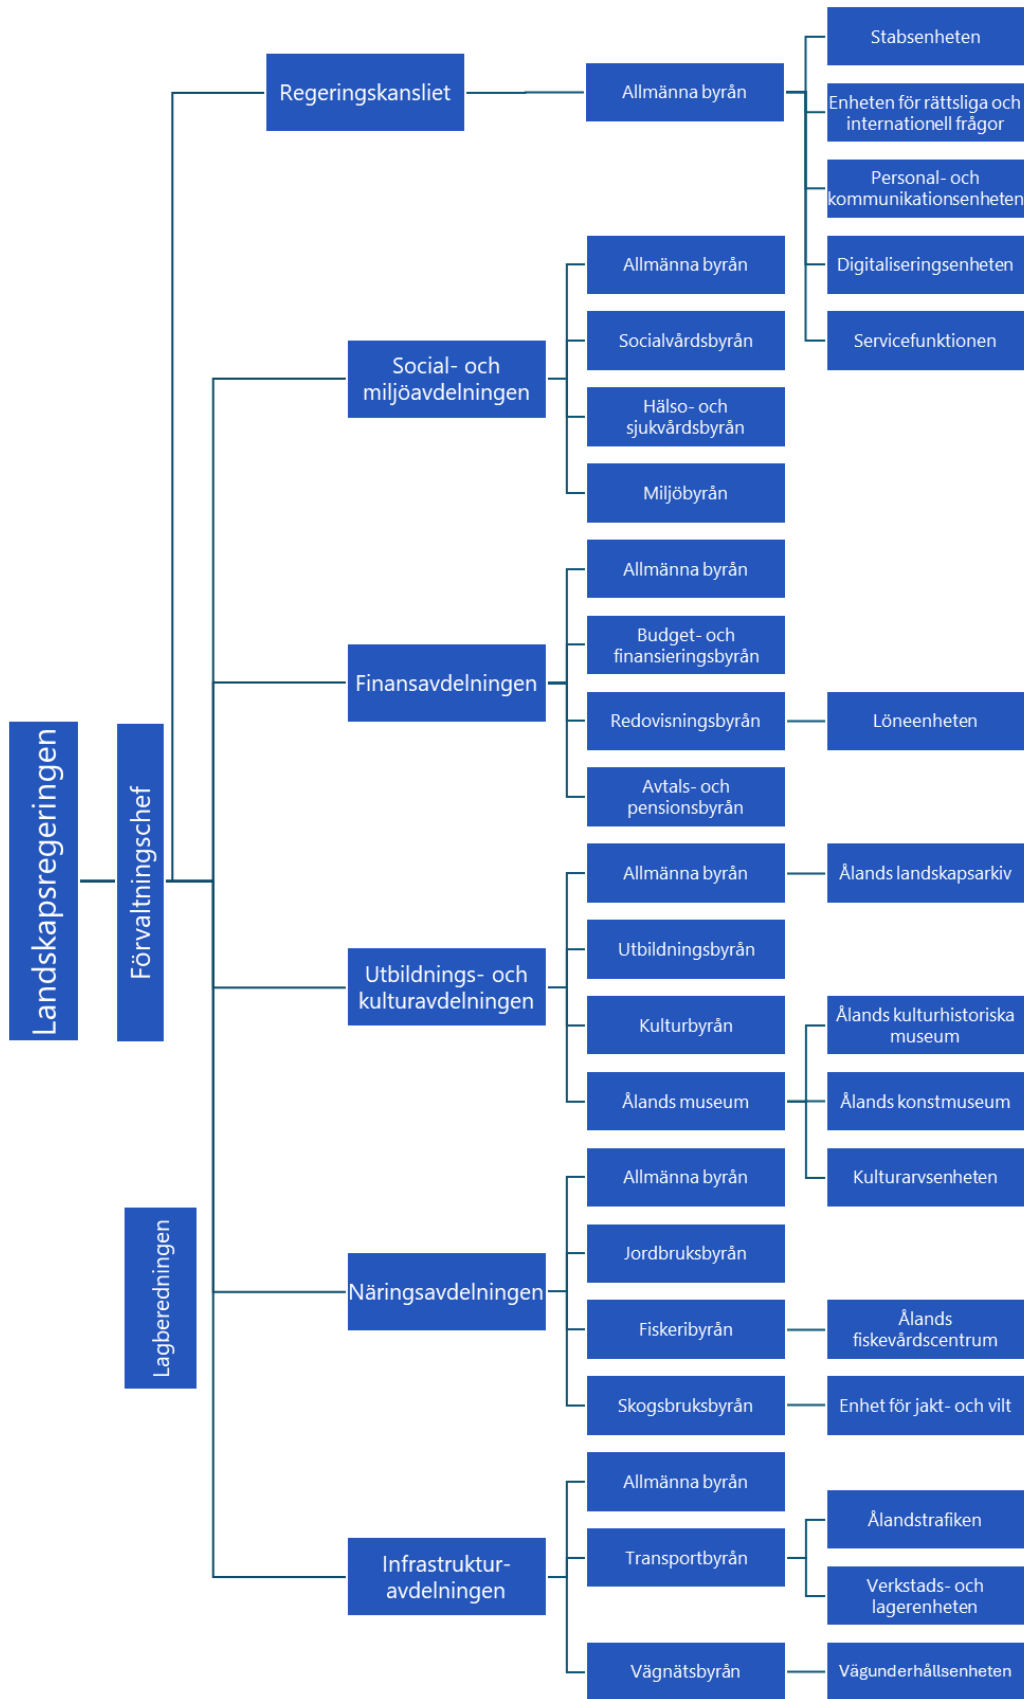 Landskapsregeringen
Förvaltningschef
Lagberedningen
Regeringskansliet
Allmänna byrån
Stabsenheten
Enheten för rättsliga och
internationell frågor
Personal- och
kommunikationsenheten
Digitaliseringsenheten
Servicefunktionen
Social- och
miljöavdelningen
Allmänna byrån
Socialvårdsbyrån
Hälso- och
sjukvårdsbyrån
Miljöbyrån
Finansavdelningen
Allmänna byrån
Budget- och
finansieringsbyrån
Redovisningsbyrån
Löneenheten
Avtals- och
pensionsbyrån
Utbildnings- och
kulturavdelningen
Allmänna byrån
Ålands landskapsarkiv
Utbildningsbyrån
Kulturbyrån
Ålands museum
Ålands kulturhistoriska
museum
Ålands konstmuseum
Kulturarvsenheten
Näringsavdelningen
Allmänna byrån
Jordbruksbyrån
Fiskeribyrån
Ålands
fiskevårdscentrum
Skogsbruksbyrån
Enhet för jakt- och vilt
Infrastruktur-
avdelningen
Allmänna byrån
Transportbyrån
Ålandstrafiken
Verkstads- och
lagerenheten
Vägnätsbyrån
Vägunderhållsenheten